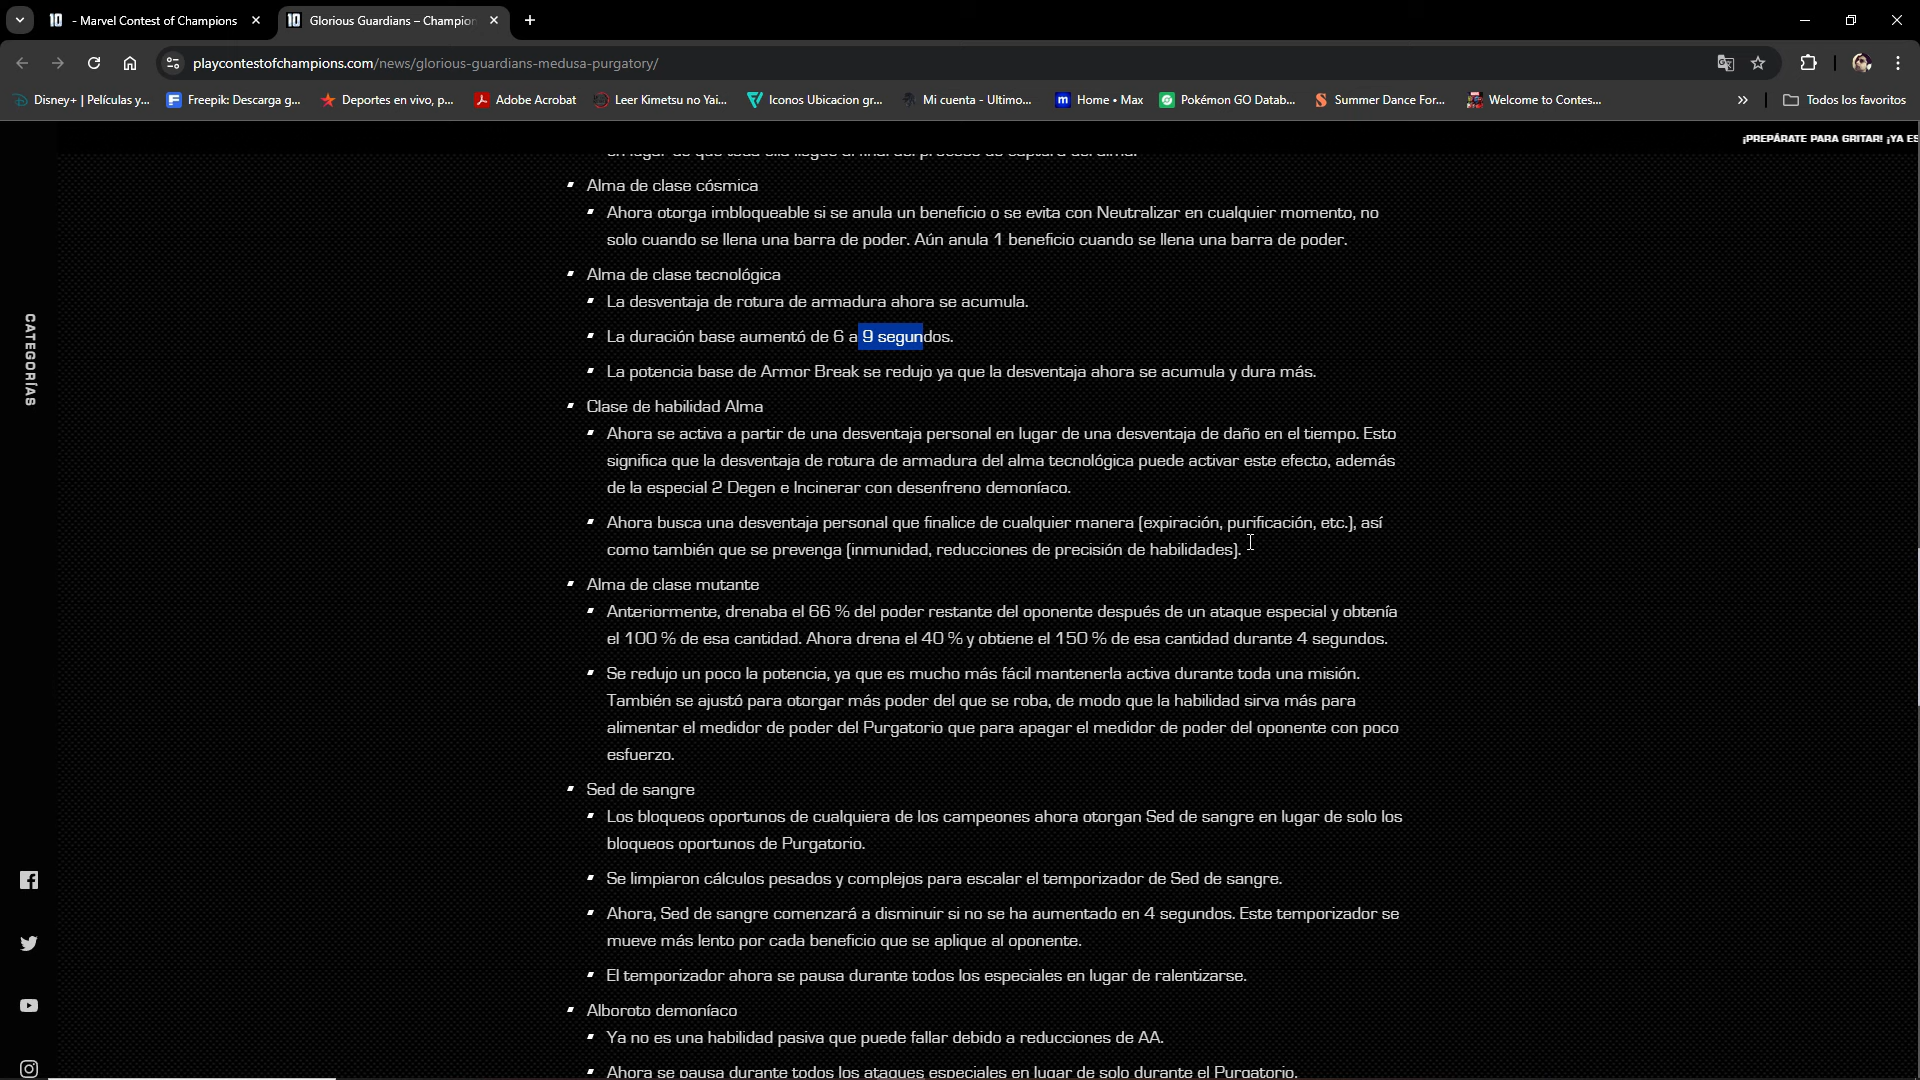 - Marvel Contest of Champions
Glorious Guardians – Champion
playcontestofchampions.com/news/glorious-guardians-medusa-purgatory/
Disney+ | Películas y...
Freepik: Descarga g...
Deportes en vivo, p...
Adobe Acrobat
Leer Kimetsu no Yai...
Iconos Ubicacion gr...
Mi cuenta - Ultimo...
Home • Max
Pokémon GO Datab...
Summer Dance For...
Welcome to Contes...
Todos los favoritos
¡PREPÁRATE PARA GRITAR! ¡YA ES
CATEGORÍAS
en lugar de que toda ella llegue al final del proceso de captura del alma.
Alma de clase cósmica
Ahora otorga imbloqueable si se anula un beneficio o se evita con Neutralizar en cualquier momento, no
solo cuando se llena una barra de poder. Aún anula 1 beneficio cuando se llena una barra de poder.
Alma de clase tecnológica
La desventaja de rotura de armadura ahora se acumula.
La duración base aumentó de 6 a 9 segundos.
La potencia base de Armor Break se redujo ya que la desventaja ahora se acumula y dura más.
Clase de habilidad Alma
Ahora se activa a partir de una desventaja personal en lugar de una desventaja de daño en el tiempo. Esto
significa que la desventaja de rotura de armadura del alma tecnológica puede activar este efecto, además
de la especial 2 Degen e Incinerar con desenfreno demoníaco.
Ahora busca una desventaja personal que finalice de cualquier manera (expiración, purificación, etc.), así
como también que se prevenga (inmunidad, reducciones de precisión de habilidades).
Alma de clase mutante
Anteriormente, drenaba el 66 % del poder restante del oponente después de un ataque especial y obtenía
el 100 % de esa cantidad. Ahora drena el 40 % y obtiene el 150 % de esa cantidad durante 4 segundos.
Se redujo un poco la potencia, ya que es mucho más fácil mantenerla activa durante toda una misión.
También se ajustó para otorgar más poder del que se roba, de modo que la habilidad sirva más para
alimentar el medidor de poder del Purgatorio que para apagar el medidor de poder del oponente con poco
esfuerzo.
Sed de sangre
Los bloqueos oportunos de cualquiera de los campeones ahora otorgan Sed de sangre en lugar de solo los
bloqueos oportunos de Purgatorio.
Se limpiaron cálculos pesados y complejos para escalar el temporizador de Sed de sangre.
Ahora, Sed de sangre comenzará a disminuir si no se ha aumentado en 4 segundos. Este temporizador se
mueve más lento por cada beneficio que se aplique al oponente.
El temporizador ahora se pausa durante todos los especiales en lugar de ralentizarse.
Alboroto demoníaco
Ya no es una habilidad pasiva que puede fallar debido a reducciones de AA.
Ahora se pausa durante todos los ataques especiales en lugar de solo durante el Purgatorio.